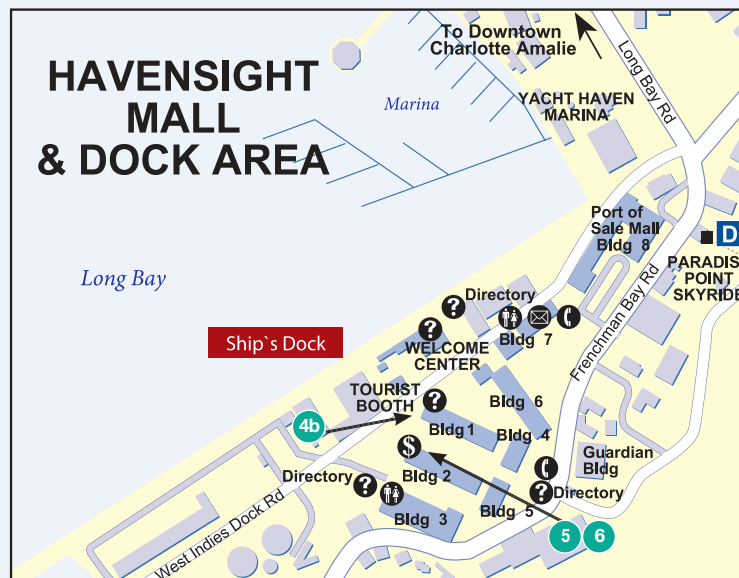 HAVENSIGHT
MALL
& DOCK AREA
To Downtown
Charlotte Amalie
Long Bay Rd
Marina
YACHT HAVEN
MARINA
Port of
Sale Mall
Bldg 8
D
PARADIS
POINT
SKYRIDE
Long Bay
Frenchman Bay Rd
Directory
?
?
Bldg 7
Ship`s Dock
WELCOME
CENTER
TOURIST
BOOTH
?
Bldg 6
4b
Bldg 1
Bldg 4
$
Guardian
Bldg
Bldg 2
Directory
?
?
Directory
Bldg 5
Bldg 3
West Indies Dock Rd
5
6